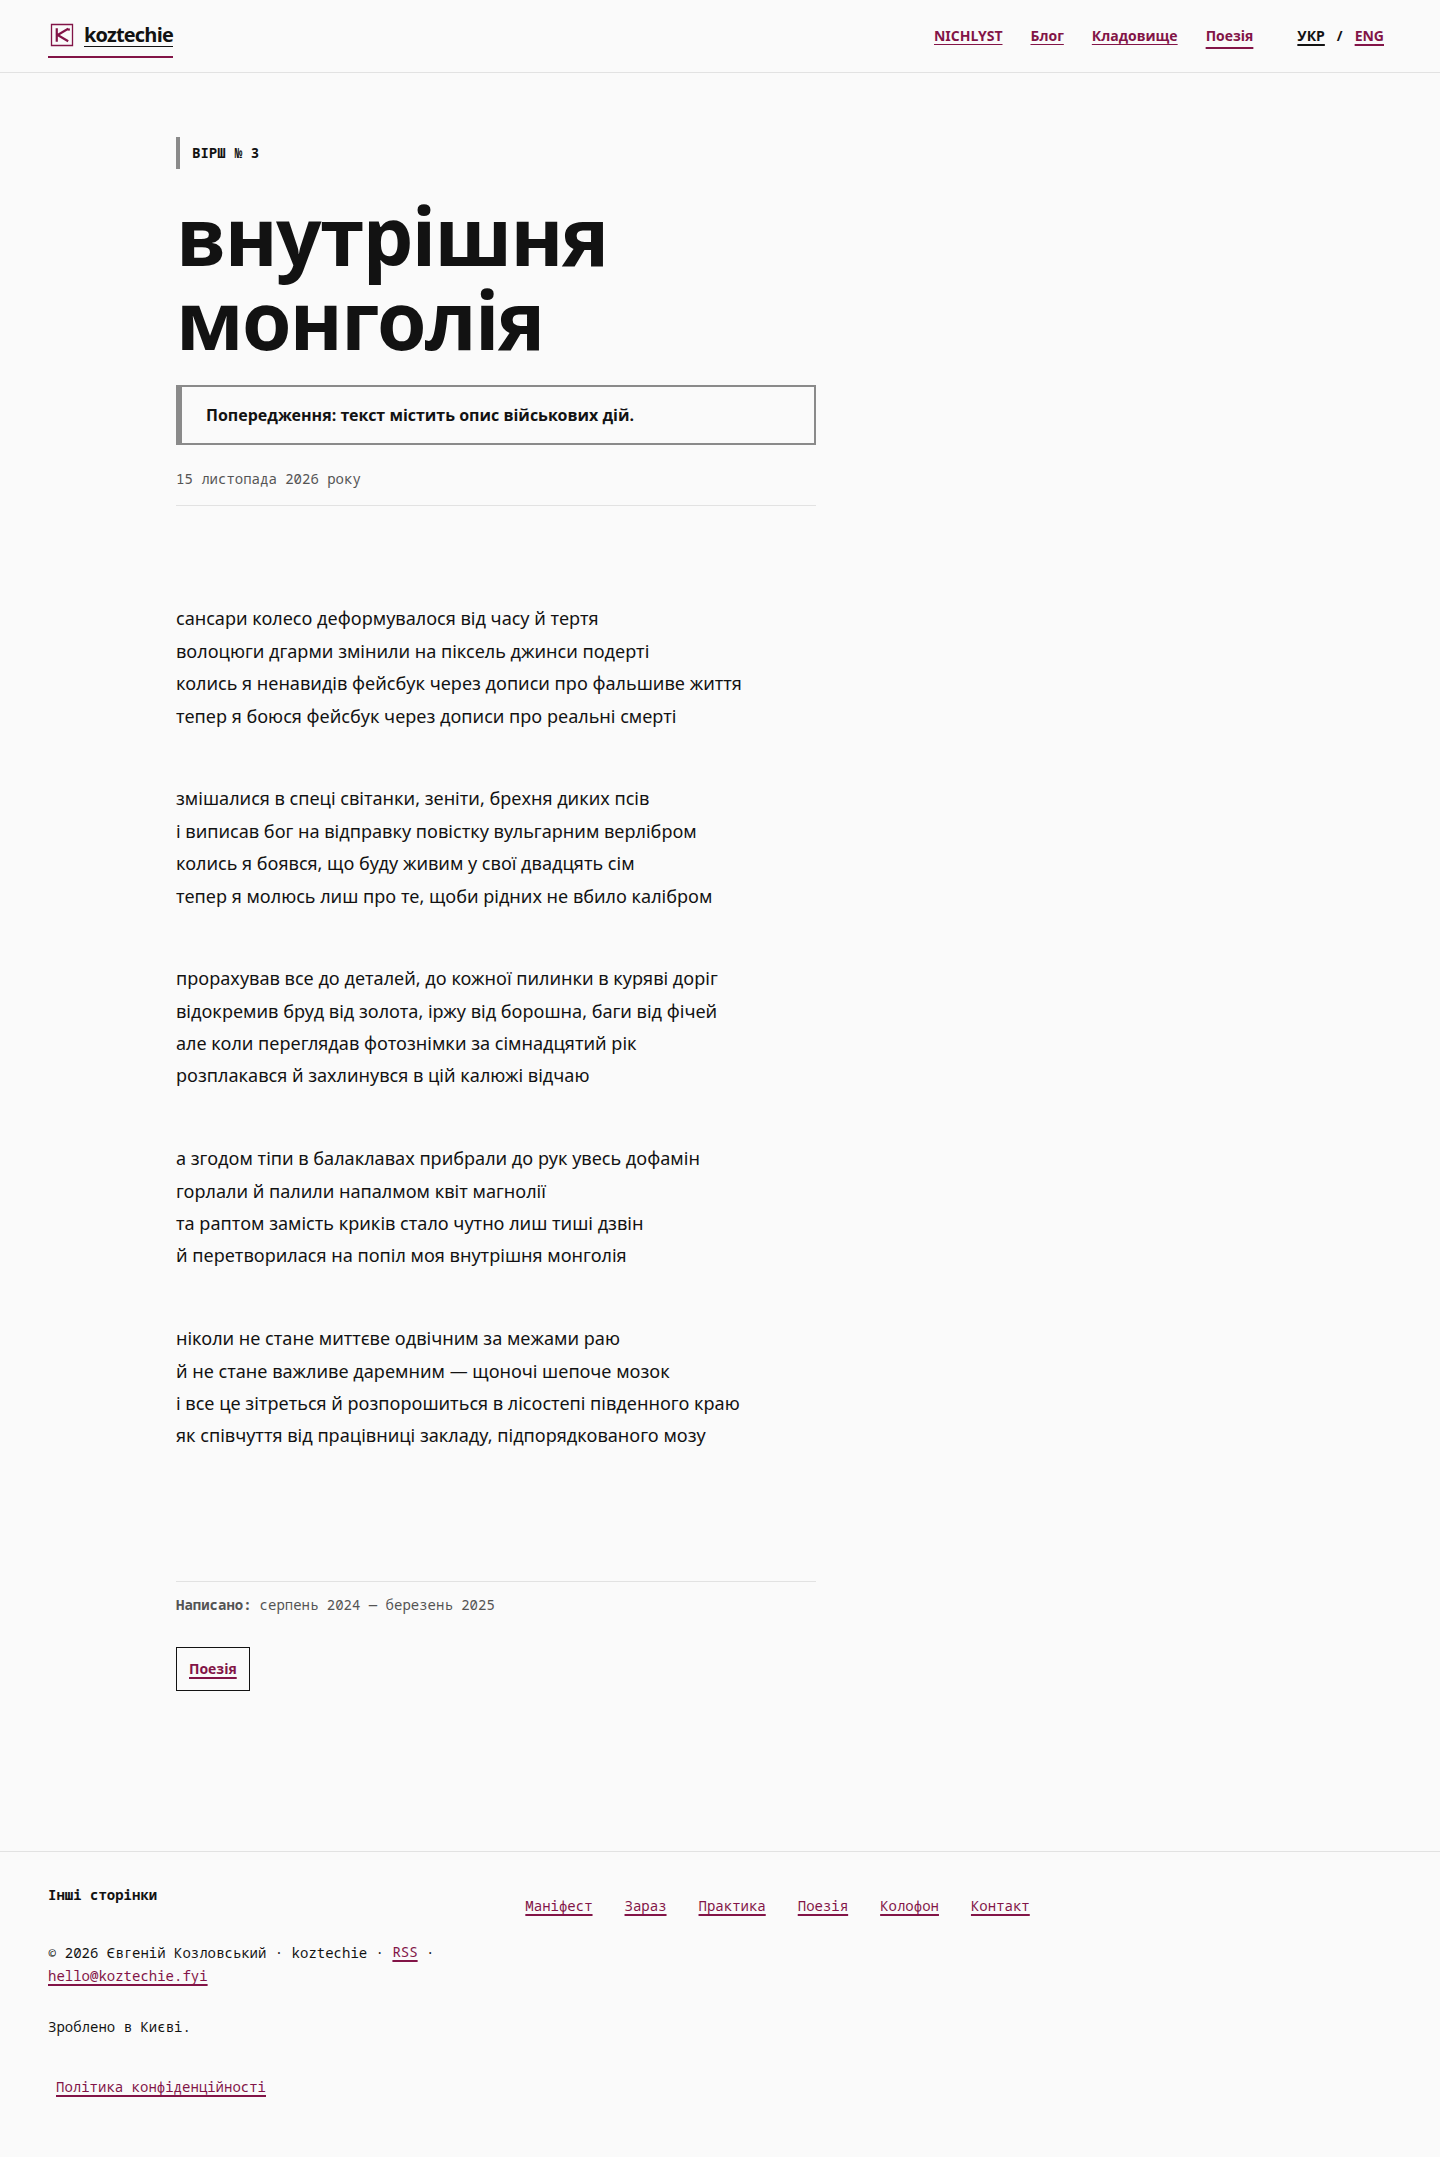 koztechie
NICHLYST Блог Кладовище Поезія УКР / ENG
ВІРШ № 3
внутрішня
монголія
Попередження: текст містить опис військових дій.
15 листопада 2026 року
сансари колесо деформувалося від часу й тертя
волоцюги дгарми змінили на піксель джинси подерті
колись я ненавидів фейсбук через дописи про фальшиве життя
тепер я боюся фейсбук через дописи про реальні смерті
змішалися в спеці світанки, зеніти, брехня диких псів
і виписав бог на відправку повістку вульгарним верлібром
колись я боявся, що буду живим у свої двадцять сім
тепер я молюсь лиш про те, щоби рідних не вбило калібром
прорахував все до деталей, до кожної пилинки в куряві доріг
відокремив бруд від золота, іржу від борошна, баги від фічей
але коли переглядав фотознімки за сімнадцятий рік
розплакався й захлинувся в цій калюжі відчаю
а згодом тіпи в балаклавах прибрали до рук увесь дофамін
горлали й палили напалмом квіт магнолії
та раптом замість криків стало чутно лиш тиші дзвін
й перетворилася на попіл моя внутрішня монголія
ніколи не стане миттєве одвічним за межами раю
й не стане важливе даремним — щоночі шепоче мозок
і все це зітреться й розпорошиться в лісостепі південного краю
як співчуття від працівниці закладу, підпорядкованого мозу
Написано: серпень 2024 — березень 2025
Поезія
Інші сторінки
Маніфест Зараз Практика Поезія Колофон Контакт
© 2026 Євгеній Козловський · koztechie · RSS ·
hello@koztechie.fyi
Зроблено в Києві.
Політика конфіденційності